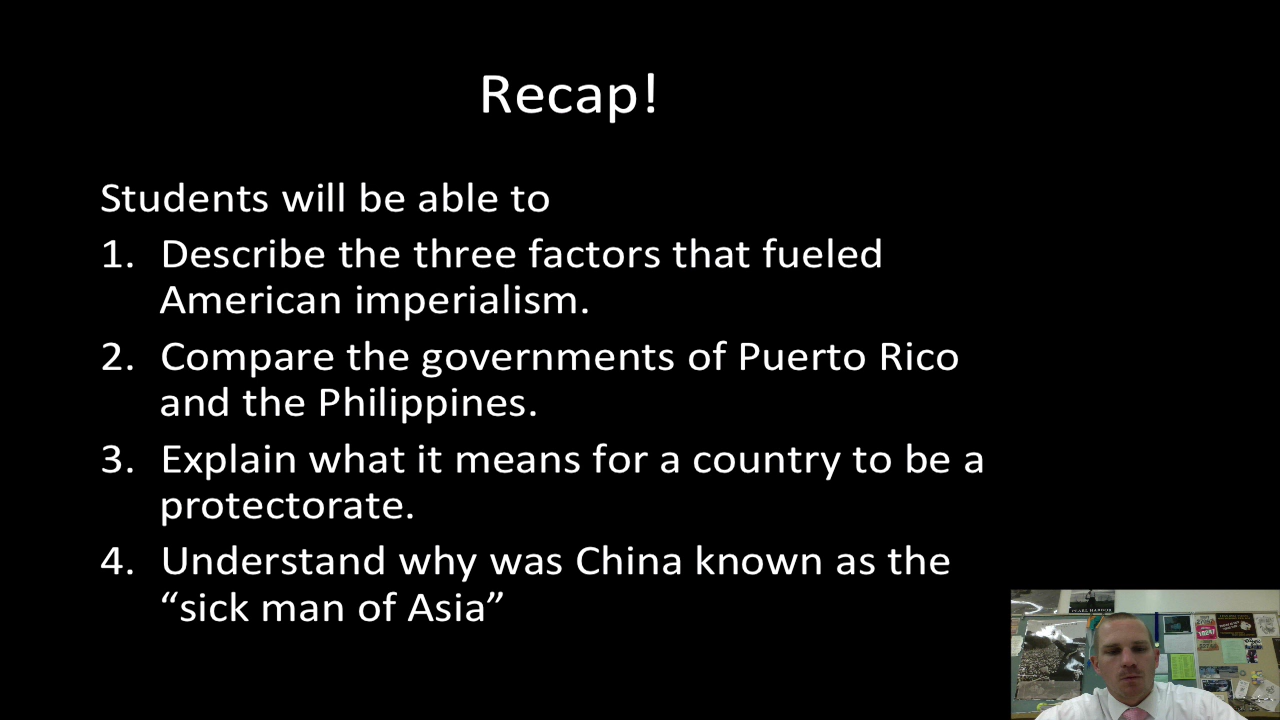 Recap!
Students will be able to
1. Describe the three factors that fueled
American imperialism.
2. Compare the governments of Puerto Rico
and the Philippines.
3. Explain what it means for a country to be a
protectorate.
4. Understand why was China known as the
“sick man of Asia”
PEARL HARBOR